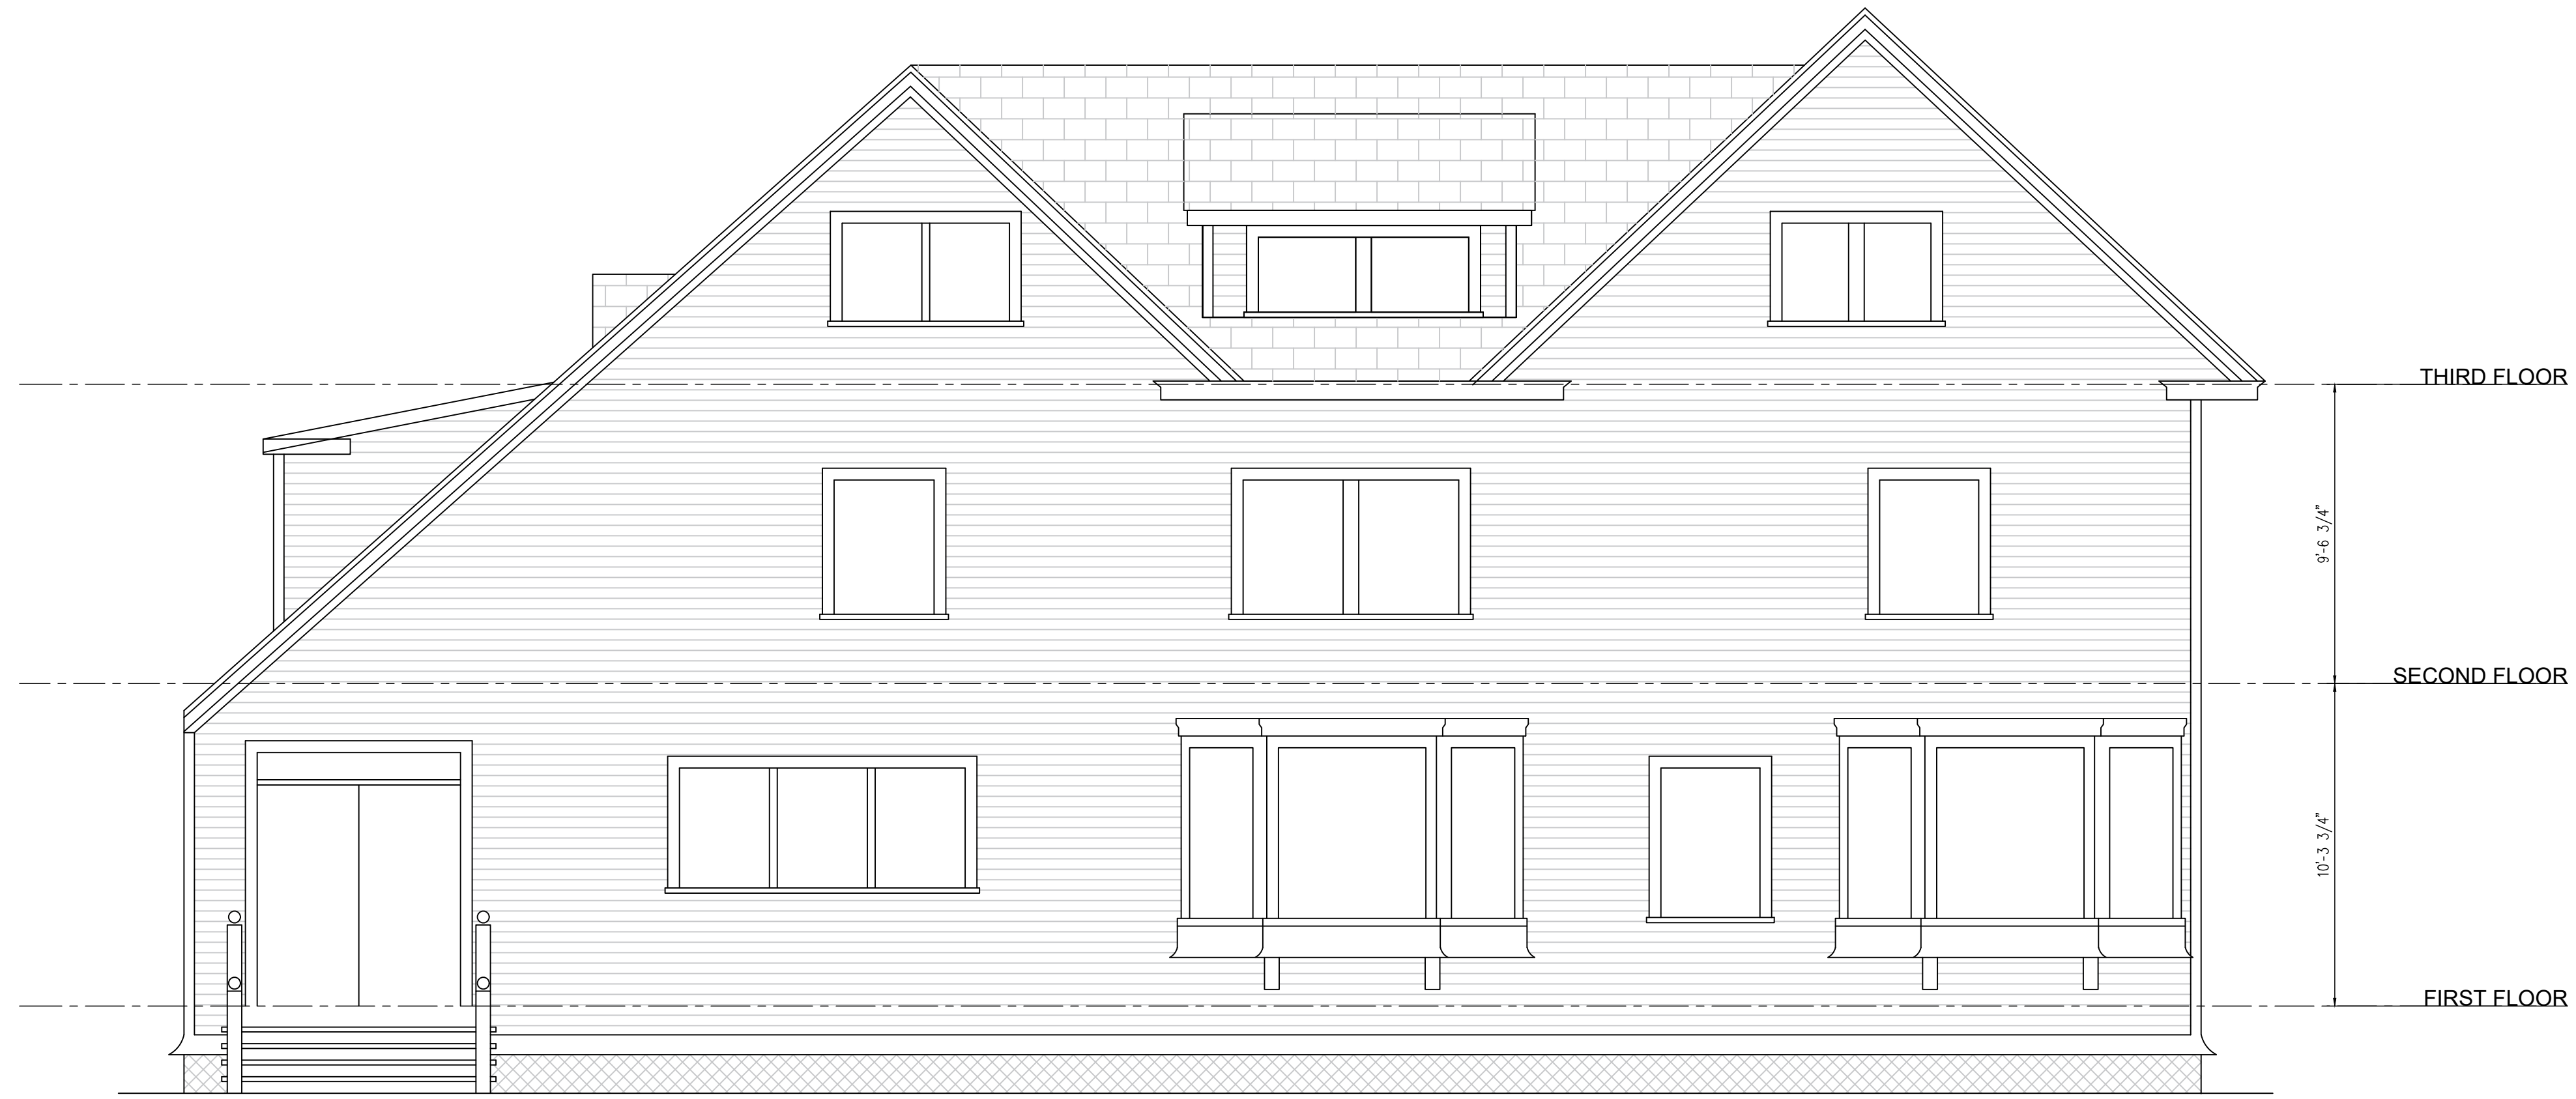 THIRD FLOOR
9'-6 3/4"
SECOND FLOOR
10'-3 3/4"
FIRST FLOOR